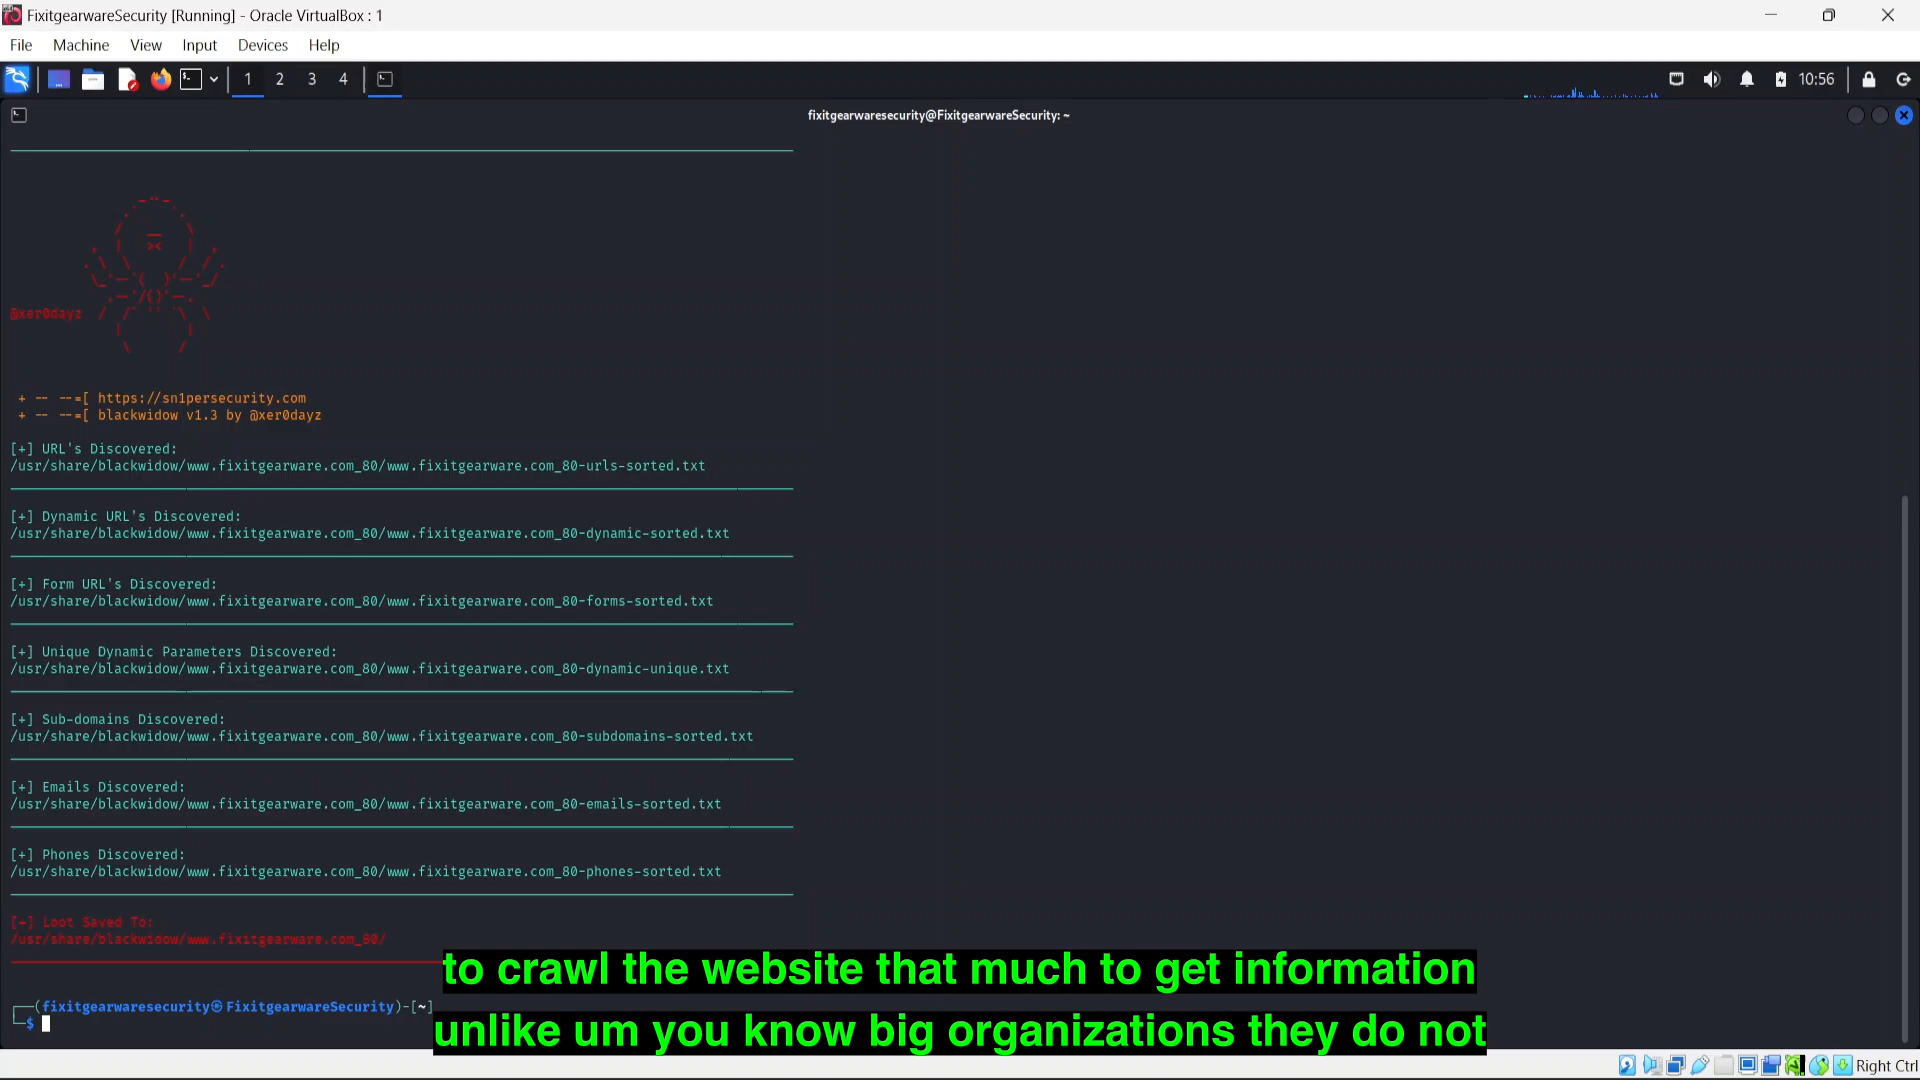 FixitgearwareSecurity [Running] - Oracle VirtualBox : 1
File Machine View Input Devices Help
1 2 3 4 10:56
fixitgearwaresecurity@FixitgearwareSecurity: ~
@xer0dayz
+ -- --=[ https://sn1persecurity.com
+ -- --=[ blackwidow v1.3 by @xer0dayz
[+] URL's Discovered:
/usr/share/blackwidow/www.fixitgearware.com_80/www.fixitgearware.com_80-urls-sorted.txt
[+] Dynamic URL's Discovered:
/usr/share/blackwidow/www.fixitgearware.com_80/www.fixitgearware.com_80-dynamic-sorted.txt
[+] Form URL's Discovered:
/usr/share/blackwidow/www.fixitgearware.com_80/www.fixitgearware.com_80-forms-sorted.txt
[+] Unique Dynamic Parameters Discovered:
/usr/share/blackwidow/www.fixitgearware.com_80/www.fixitgearware.com_80-dynamic-unique.txt
[+] Sub-domains Discovered:
/usr/share/blackwidow/www.fixitgearware.com_80/www.fixitgearware.com_80-subdomains-sorted.txt
[+] Emails Discovered:
/usr/share/blackwidow/www.fixitgearware.com_80/www.fixitgearware.com_80-emails-sorted.txt
[+] Phones Discovered:
/usr/share/blackwidow/www.fixitgearware.com_80/www.fixitgearware.com_80-phones-sorted.txt
[+] Loot Saved To:
/usr/share/blackwidow/www.fixitgearware.com_80/
to crawl the website that much to get information
┌──(fixitgearwaresecurity㉿FixitgearwareSecurity)-[~]
└─$
unlike um you know big organizations they do not
Right Ctrl